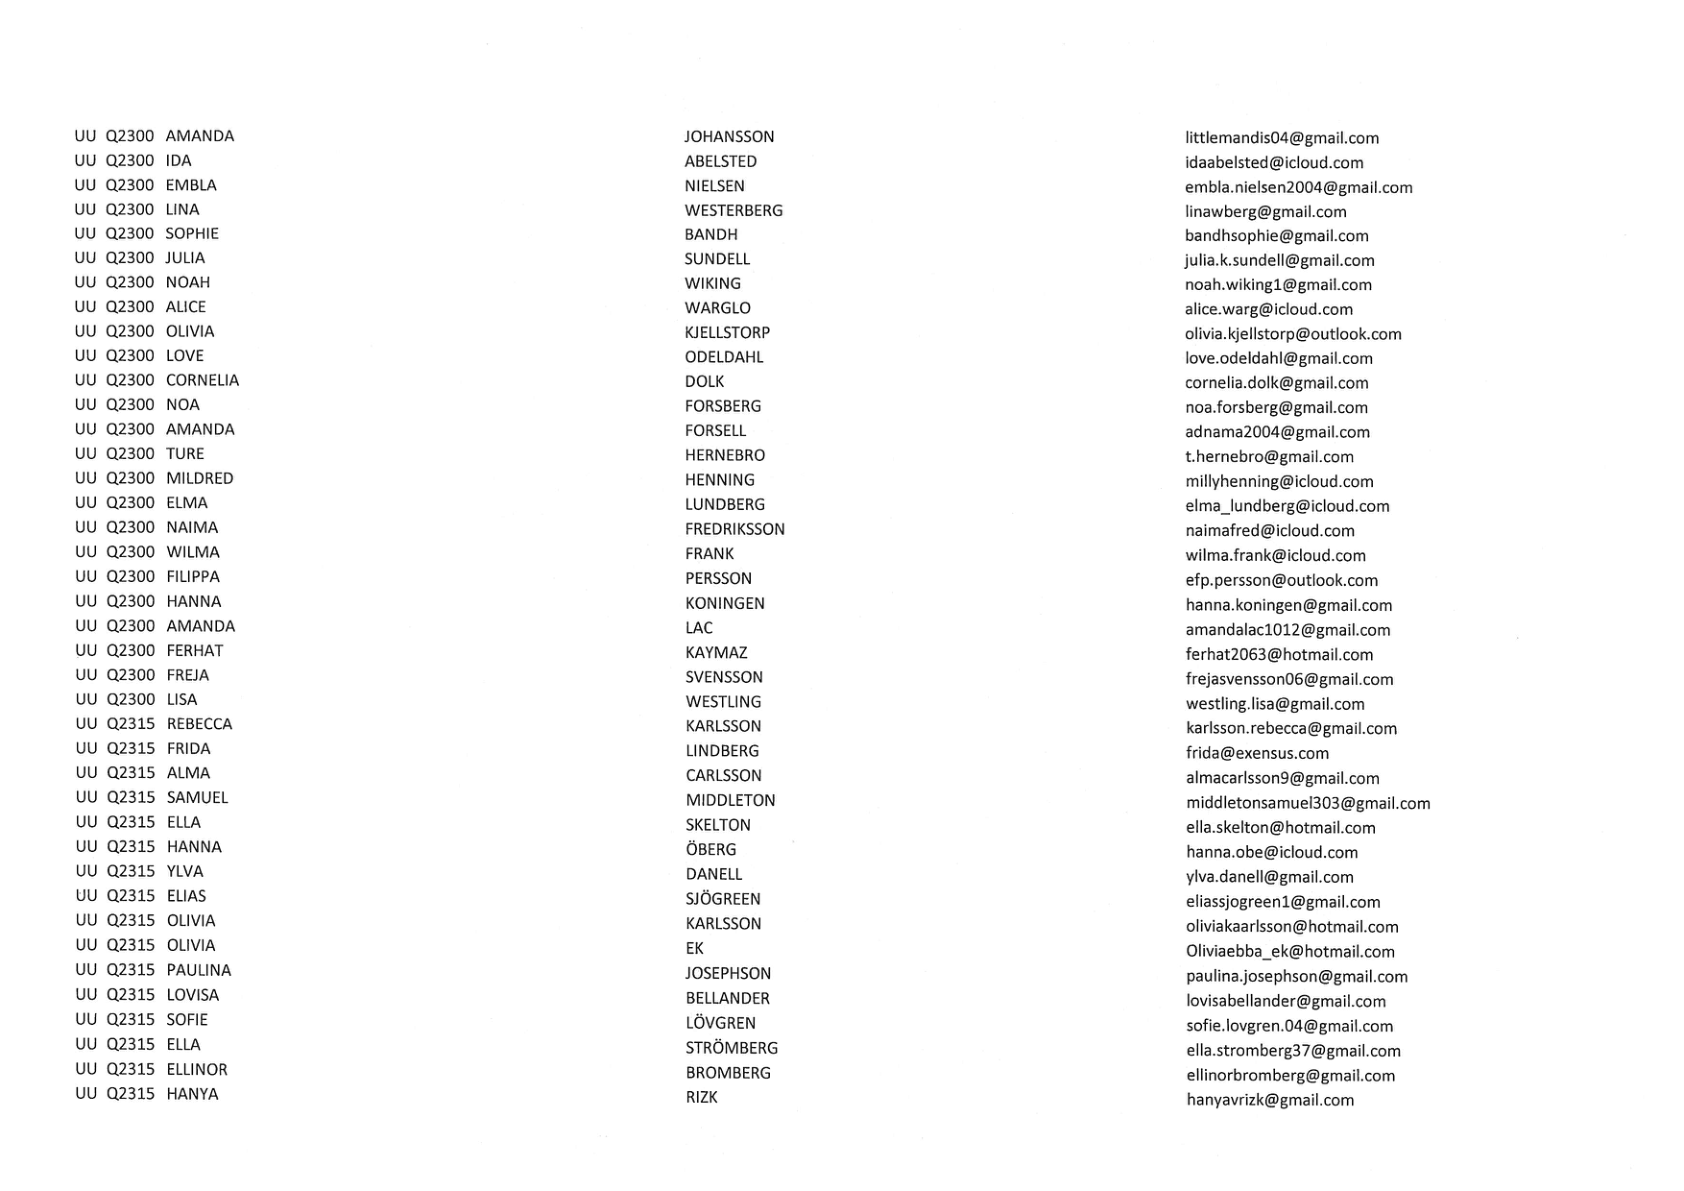 UU Q2300 AMANDA JOHANSSON littlemandis04@gmail.com
UU Q2300 IDA ABELSTED idaabelsted@icloud.com
UU Q2300 EMBLA NIELSEN embla.nielsen2004@gmail.com
UU Q2300 LINA WESTERBERG linawberg@gmail.com
UU Q2300 SOPHIE BANDH bandhsophie@gmail.com
UU Q2300 JULIA SUNDELL julia.k.sundell@gmail.com
UU Q2300 NOAH WIKING noah.wiking1@gmail.com
UU Q2300 ALICE WARGLO alice.warg@icloud.com
UU Q2300 OLIVIA KJELLSTORP olivia.kjellstorp@outlook.com
UU Q2300 LOVE ODELDAHL love.odeldahl@gmail.com
UU Q2300 CORNELIA DOLK cornelia.dolk@gmail.com
UU Q2300 NOA FORSBERG noa.forsberg@gmail.com
UU Q2300 AMANDA FORSELL adnama2004@gmail.com
UU Q2300 TURE HERNEBRO t.hernebro@gmail.com
UU Q2300 MILDRED HENNING millyhenning@icloud.com
UU Q2300 ELMA LUNDBERG elma_lundberg@icloud.com
UU Q2300 NAIMA FREDRIKSSON naimafred@icloud.com
UU Q2300 WILMA FRANK wilma.frank@icloud.com
UU Q2300 FILIPPA PERSSON efp.persson@outlook.com
UU Q2300 HANNA KONINGEN hanna.koningen@gmail.com
UU Q2300 AMANDA LAC amandalac1012@gmail.com
UU Q2300 FERHAT KAYMAZ ferhat2063@hotmail.com
UU Q2300 FREJA SVENSSON frejasvensson06@gmail.com
UU Q2300 LISA WESTLING westling.lisa@gmail.com
UU Q2315 REBECCA KARLSSON karlsson.rebecca@gmail.com
UU Q2315 FRIDA LINDBERG frida@exensus.com
UU Q2315 ALMA CARLSSON almacarlsson9@gmail.com
UU Q2315 SAMUEL MIDDLETON middletonsamuel303@gmail.com
UU Q2315 ELLA SKELTON ella.skelton@hotmail.com
UU Q2315 HANNA ÖBERG hanna.obe@icloud.com
UU Q2315 YLVA DANELL ylva.danell@gmail.com
UU Q2315 ELIAS SJÖGREEN eliassjogreen1@gmail.com
UU Q2315 OLIVIA KARLSSON oliviakaarlsson@hotmail.com
UU Q2315 OLIVIA EK Oliviaebba_ek@hotmail.com
UU Q2315 PAULINA JOSEPHSON paulina.josephson@gmail.com
UU Q2315 LOVISA BELLANDER lovisabellander@gmail.com
UU Q2315 SOFIE LÖVGREN sofie.lovgren.04@gmail.com
UU Q2315 ELLA STRÖMBERG ella.stromberg37@gmail.com
UU Q2315 ELLINOR BROMBERG ellinorbromberg@gmail.com
UU Q2315 HANYA RIZK hanyavrizk@gmail.com